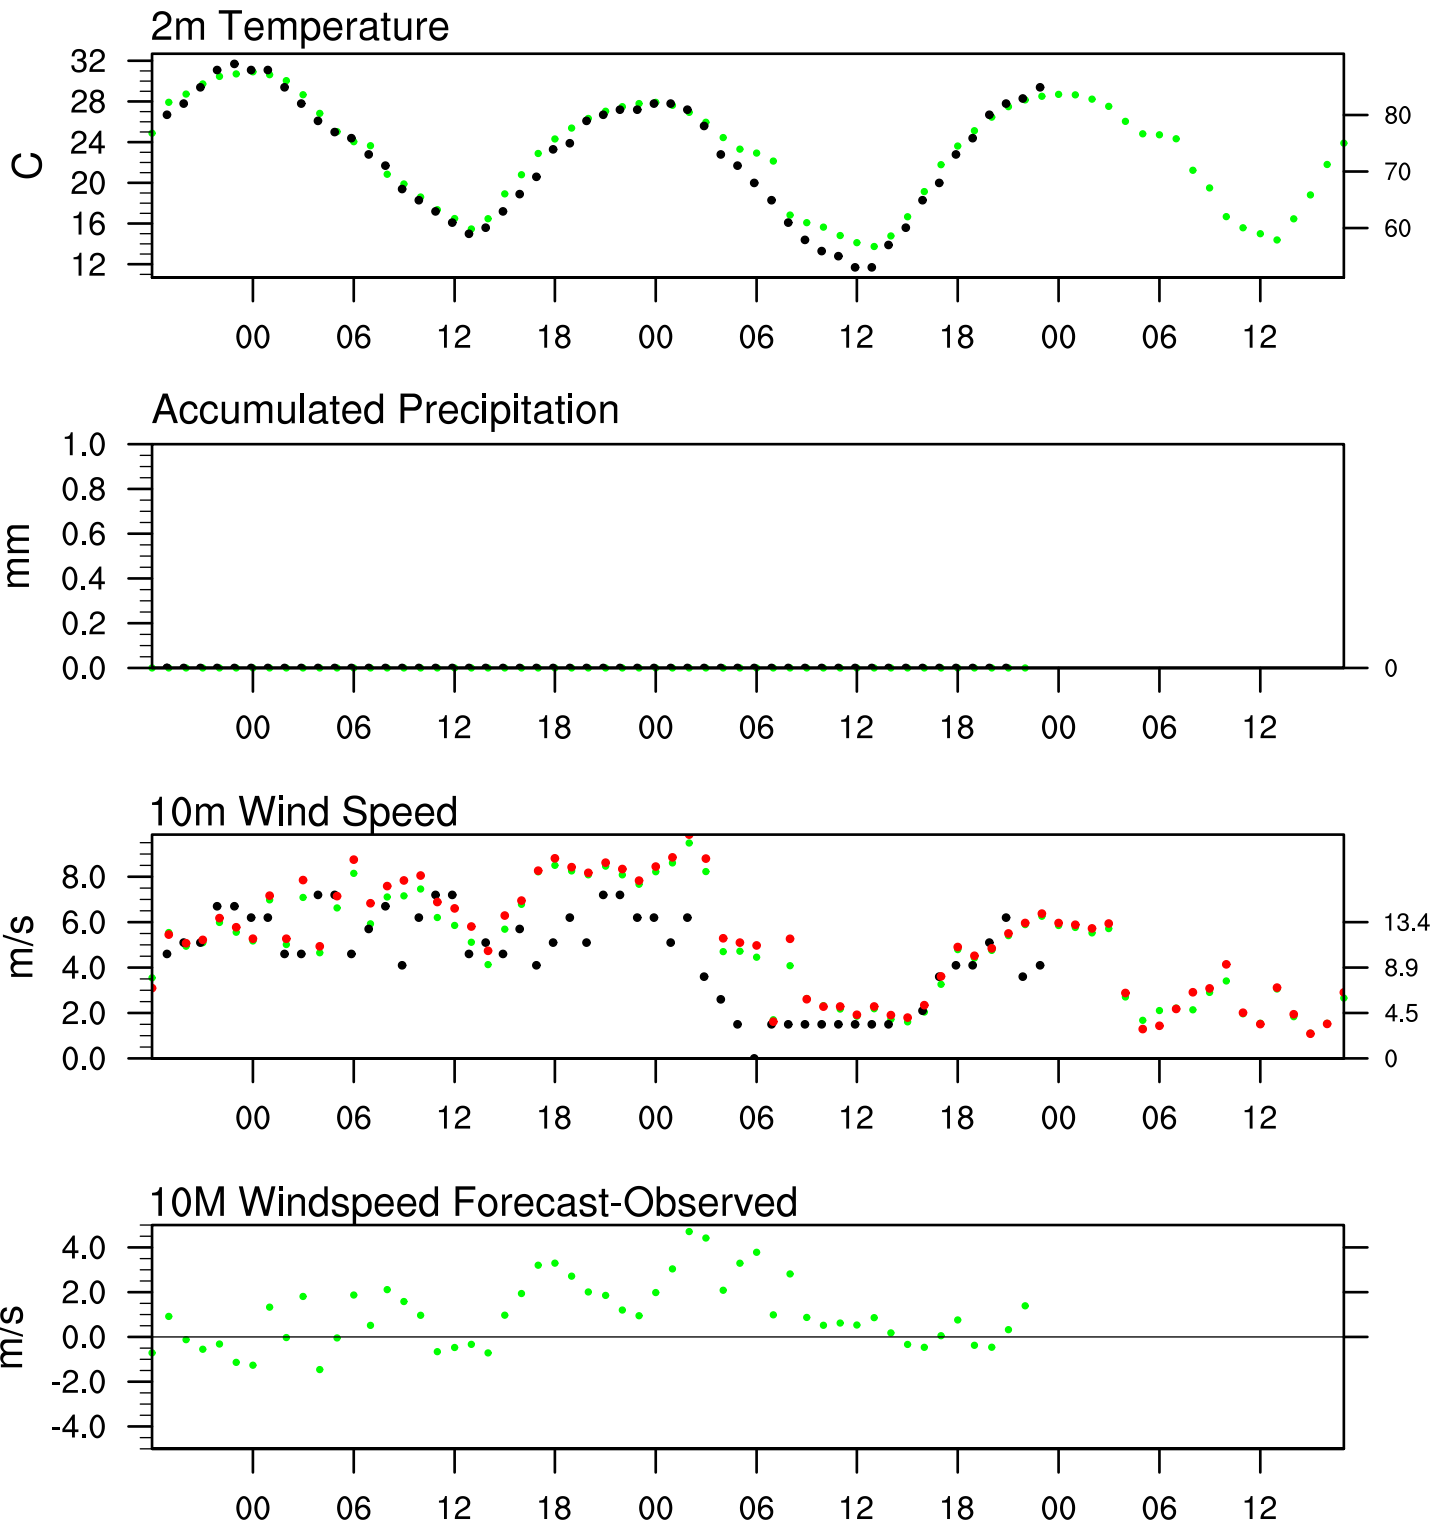 2m Temperature
32
28
24
20
16
12
C
80
70
60
00 06 12 18 00 06 12 18 00 06 12
Accumulated Precipitation
1.0
0.8
0.6
0.4
0.2
0.0
mm
0
00 06 12 18 00 06 12 18 00 06 12
10m Wind Speed
8.0
6.0
4.0
2.0
0.0
m/s
13.4
8.9
4.5
0
00 06 12 18 00 06 12 18 00 06 12
10M Windspeed Forecast-Observed
4.0
2.0
0.0
-2.0
-4.0
m/s
00 06 12 18 00 06 12 18 00 06 12